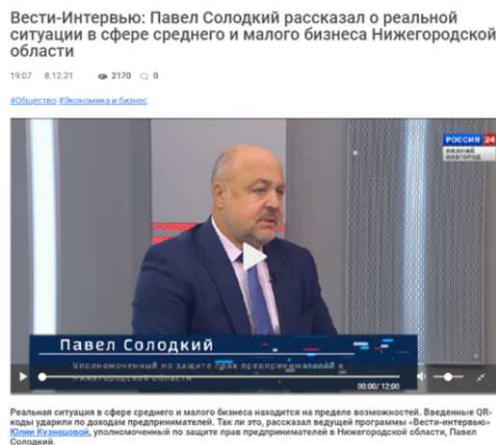 Вести-Интервью: Павел Солодкий рассказал о реальной
ситуации в сфере среднего и малого бизнеса Нижегородской
области
19:07 8.12.21 2170 0
#Общество #Экономика и бизнес
РОССИЯ 24
НИЖНИЙ
НОВГОРОД
Павел Солодкий
Уполномоченный по защите прав предпринимателей в
Нижегородской области
00:00/ 12:00
Реальная ситуация в сфере среднего и малого бизнеса находится на пределе возможностей. Введенные QR-
коды ударили по доходам предпринимателей. Так ли это, рассказал ведущей программы «Вести-интервью»
Юлии Кузнецовой, уполномоченный по защите прав предпринимателей в Нижегородской области, Павел
Солодкий.